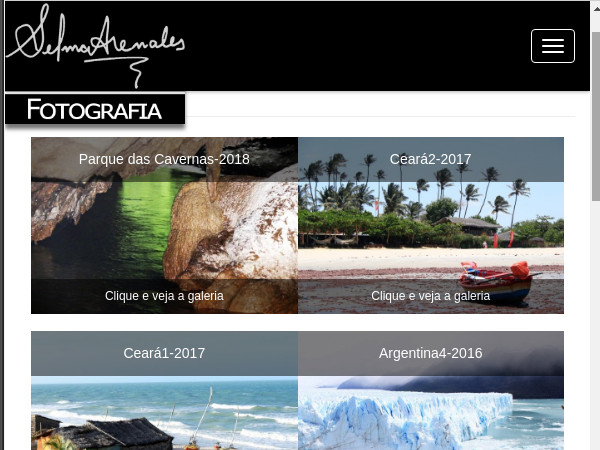 Selma Arenales
FOTOGRAFIA
Parque das Cavernas-2018
Ceará2-2017
Clique e veja a galeria
Clique e veja a galeria
Ceará1-2017
Argentina4-2016